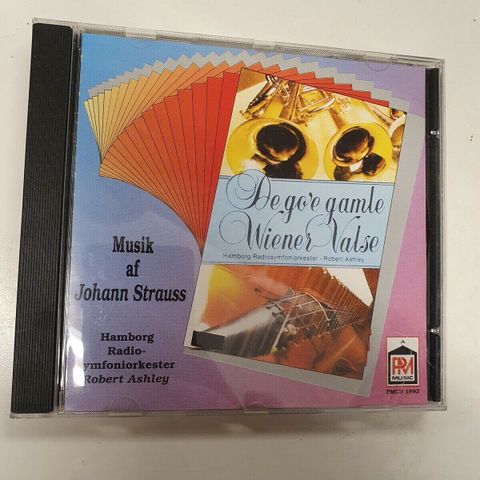 De go'e gamle
Wiener Valse
Hamborg Radiosymfoniorkester - Robert Ashley
Musik
af
Johann Strauss
Hamborg
Radio-
ymfoniorkester
Robert Ashley
A
PM
MUSIC
PMCD 1892